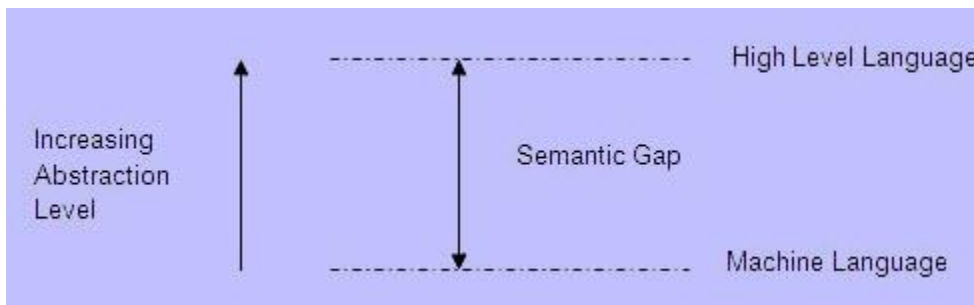 High Level Language
Increasing
Abstraction
Level
Semantic Gap
Machine Language